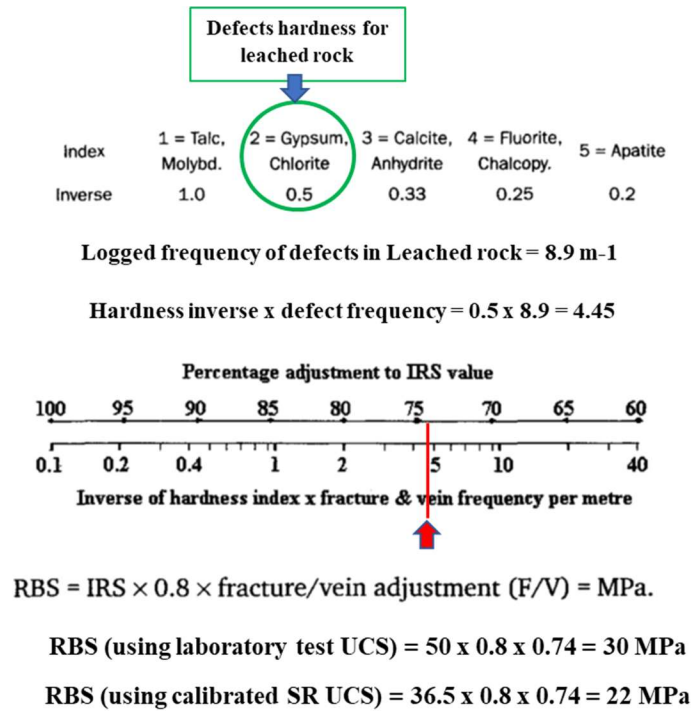 Defects hardness for
leached rock
Index
1 = Talc, Molybd.
2 = Gypsum, Chlorite
3 = Calcite, Anhydrite
4 = Fluorite, Chalcopy.
5 = Apatite
Inverse 1.0 0.5 0.33 0.25 0.2
Logged frequency of defects in Leached rock = 8.9 m-1
Hardness inverse x defect frequency = 0.5 x 8.9 = 4.45
Percentage adjustment to IRS value
100 95 90 85 80 75 70 65 60
0.1 0.2 0.4 1 2 5 10 40
Inverse of hardness index x fracture & vein frequency per metre
RBS = IRS × 0.8 × fracture/vein adjustment (F/V) = MPa.
RBS (using laboratory test UCS) = 50 x 0.8 x 0.74 = 30 MPa
RBS (using calibrated SR UCS) = 36.5 x 0.8 x 0.74 = 22 MPa